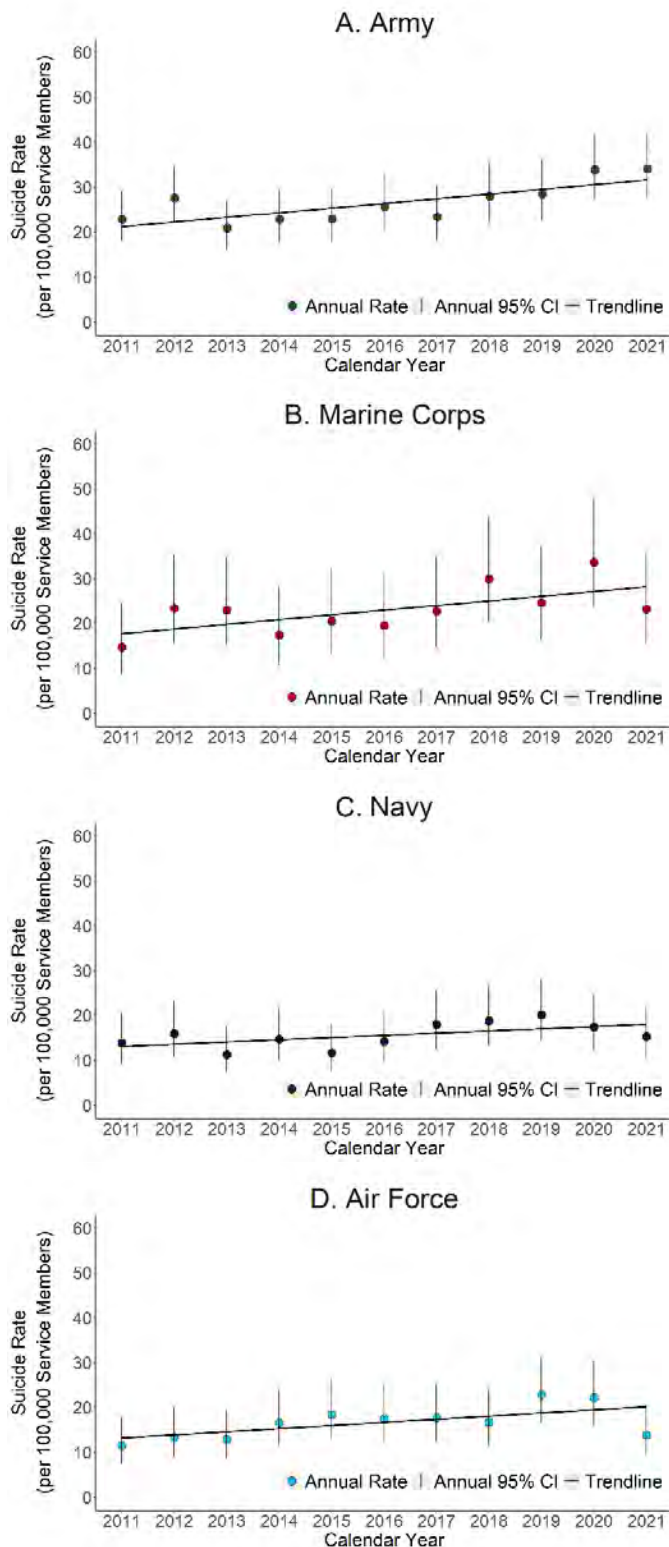 A. Army
Suicide Rate
(per 100,000 Service Members)
60
50
40
30
20
10
0
Annual Rate Annual 95% CI Trendline
2011 2012 2013 2014 2015 2016 2017 2018 2019 2020 2021
Calendar Year
B. Marine Corps
Suicide Rate
(per 100,000 Service Members)
60
50
40
30
20
10
0
Annual Rate Annual 95% CI Trendline
2011 2012 2013 2014 2015 2016 2017 2018 2019 2020 2021
Calendar Year
C. Navy
Suicide Rate
(per 100,000 Service Members)
60
50
40
30
20
10
0
Annual Rate Annual 95% CI Trendline
2011 2012 2013 2014 2015 2016 2017 2018 2019 2020 2021
Calendar Year
D. Air Force
Suicide Rate
(per 100,000 Service Members)
60
50
40
30
20
10
0
Annual Rate Annual 95% CI Trendline
2011 2012 2013 2014 2015 2016 2017 2018 2019 2020 2021
Calendar Year